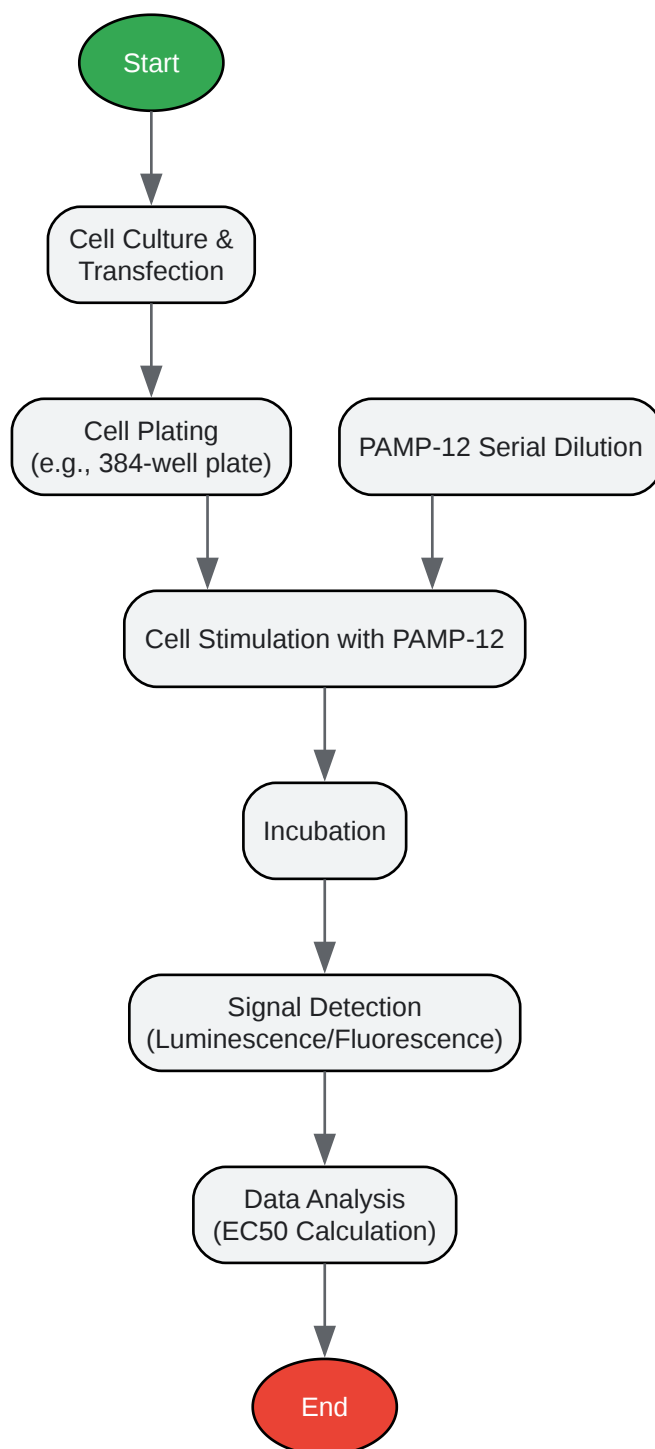 Start
Cell Culture &
Transfection
Cell Plating
(e.g., 384-well plate)
PAMP-12 Serial Dilution
Cell Stimulation with PAMP-12
Incubation
Signal Detection
(Luminescence/Fluorescence)
Data Analysis
(EC50 Calculation)
End